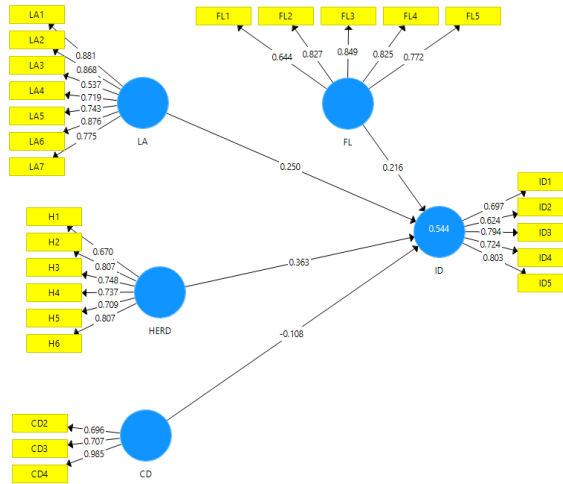 LA1
LA2
LA3
LA4
LA5
LA6
LA7
0.881
0.868
0.537
0.719
0.743
0.876
0.775
LA
FL1
FL2
FL3
FL4
FL5
0.644
0.827
0.849
0.825
0.772
FL
0.250
0.216
H1
H2
H3
H4
H5
H6
0.670
0.807
0.748
0.737
0.709
0.807
HERD
0.363
0.544
ID
0.697
0.624
0.794
0.724
0.803
ID1
ID2
ID3
ID4
ID5
-0.108
CD2
CD3
CD4
0.696
0.707
0.985
CD